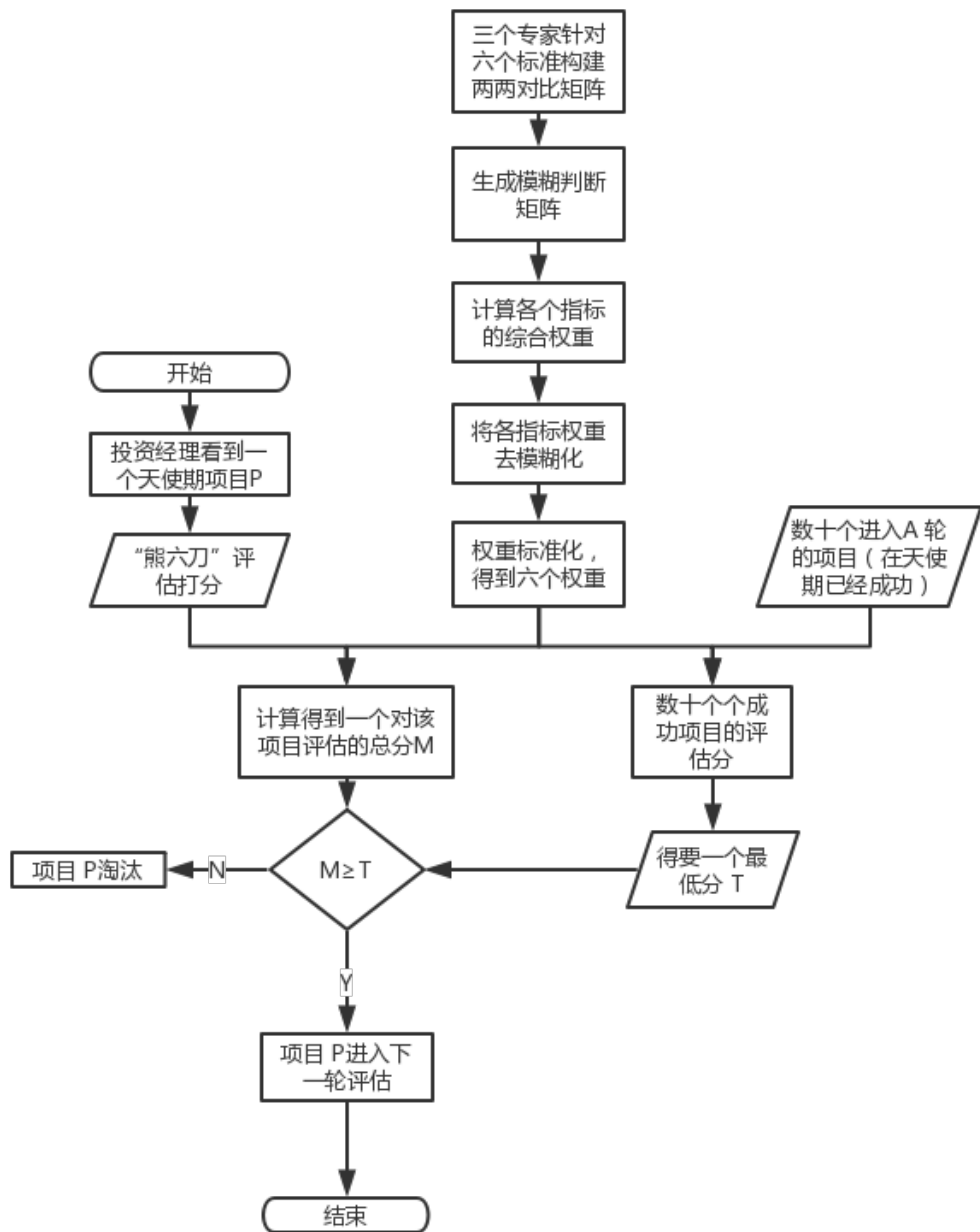 三个专家针对
六个标准构建
两两对比矩阵
生成模糊判断
矩阵
计算各个指标
的综合权重
开始
将各指标权重
去模糊化
投资经理看到一
个天使期项目P
“熊六刀”评
估打分
权重标准化，
得到六个权重
数十个进入A 轮
的项目（在天使
期已经成功）
计算得到一个对该
项目评估的总分M
数十个个成
功项目的评
估分
项目 P淘汰
N
M≥T
得要一个最
低分 T
Y
项目 P进入下
一轮评估
结束